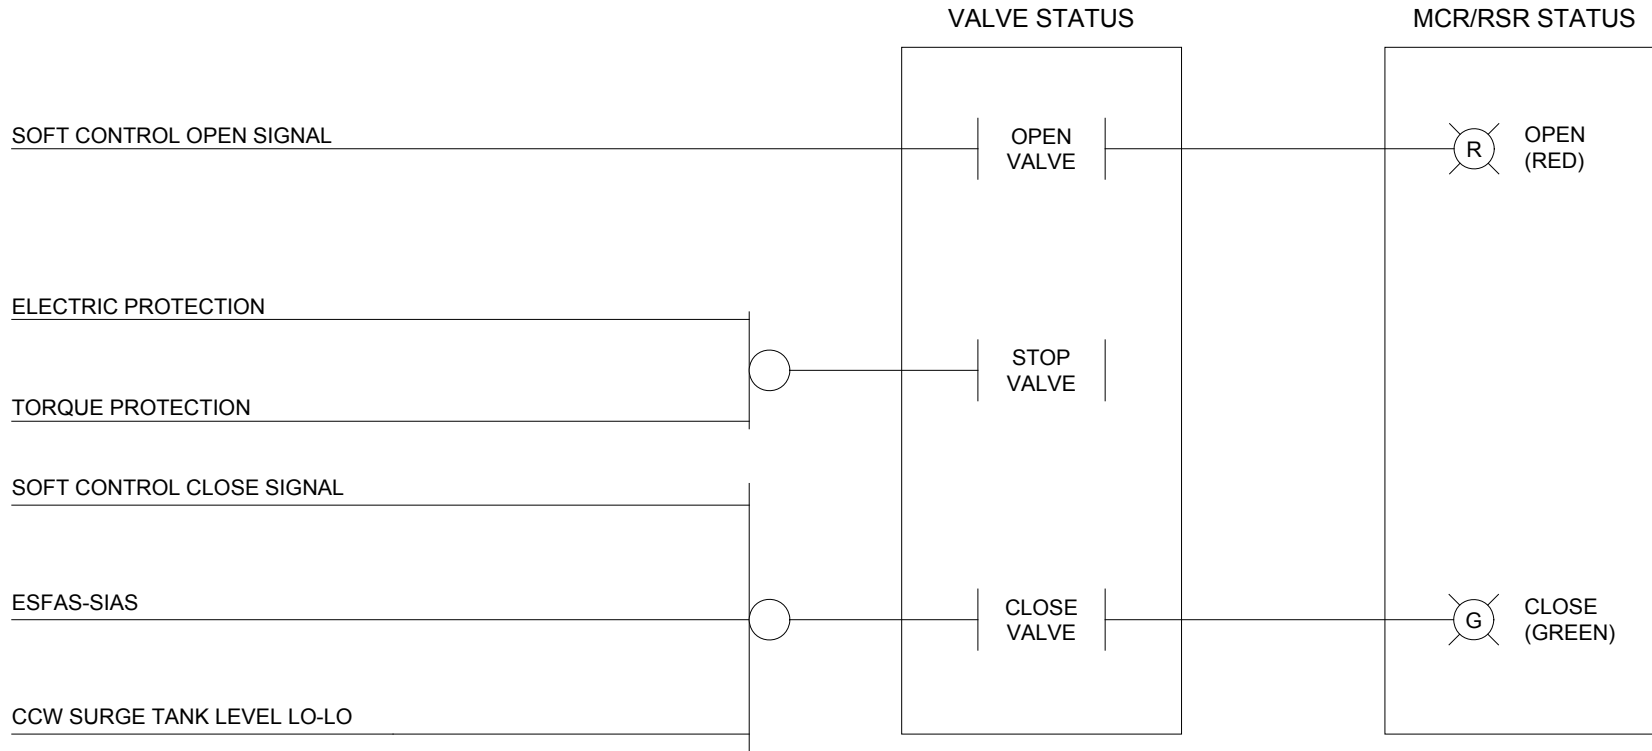 VALVE STATUS
MCR/RSR STATUS
SOFT CONTROL OPEN SIGNAL
OPEN
VALVE
R
OPEN
(RED)
ELECTRIC PROTECTION
STOP
VALVE
TORQUE PROTECTION
SOFT CONTROL CLOSE SIGNAL
ESFAS-SIAS
CLOSE
VALVE
G
CLOSE
(GREEN)
CCW SURGE TANK LEVEL LO-LO